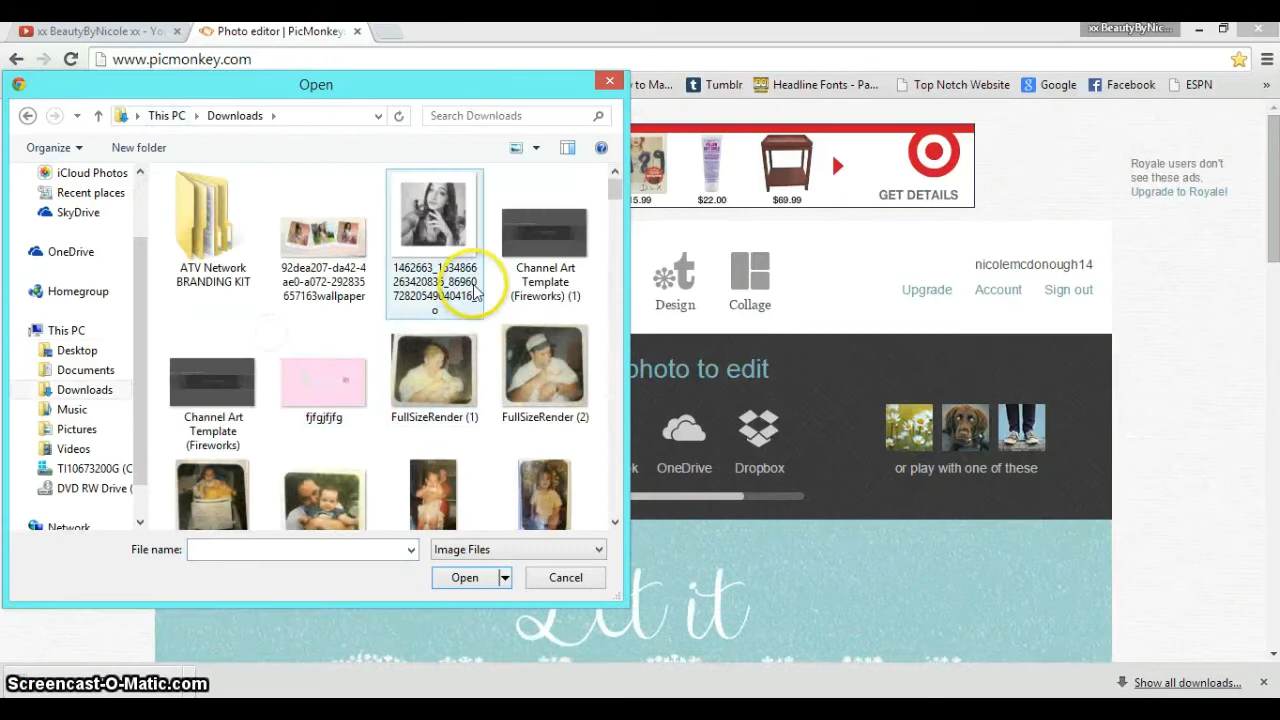 xx BeautyByNicole xx - Yo
Photo editor | PicMonkey:
xx BeautyByNic...
www.picmonkey.com
Open
to Ma...
Tumblr
Headline Fonts - Pa...
Top Notch Website
Google
Facebook
ESPN
»
This PC
Downloads
Search Downloads
Organize
New folder
iCloud Photos
Recent places
SkyDrive
OneDrive
Homegroup
This PC
Desktop
Documents
Downloads
Music
Pictures
Videos
TI10673200G (C
DVD RW Drive (
Network
ATV Network
BRANDING KIT
92dea207-da42-4
ae0-a072-292835
657163wallpaper
Channel Art
Template
(Fireworks) (1)
Channel Art
Template
(Fireworks)
fjfgjfjfg
FullSizeRender (1)
FullSizeRender (2)
File name:
Image Files
Open
Cancel
15.99
$22.00
$69.99
GET DETAILS
Royale users don't
see these ads.
Upgrade to Royale!
Design
Collage
nicolemcdonough14
Upgrade
Account
Sign out
photo to edit
k
OneDrive
Dropbox
or play with one of these
Let it
Screencast-O-Matic.com
Show all downloads...